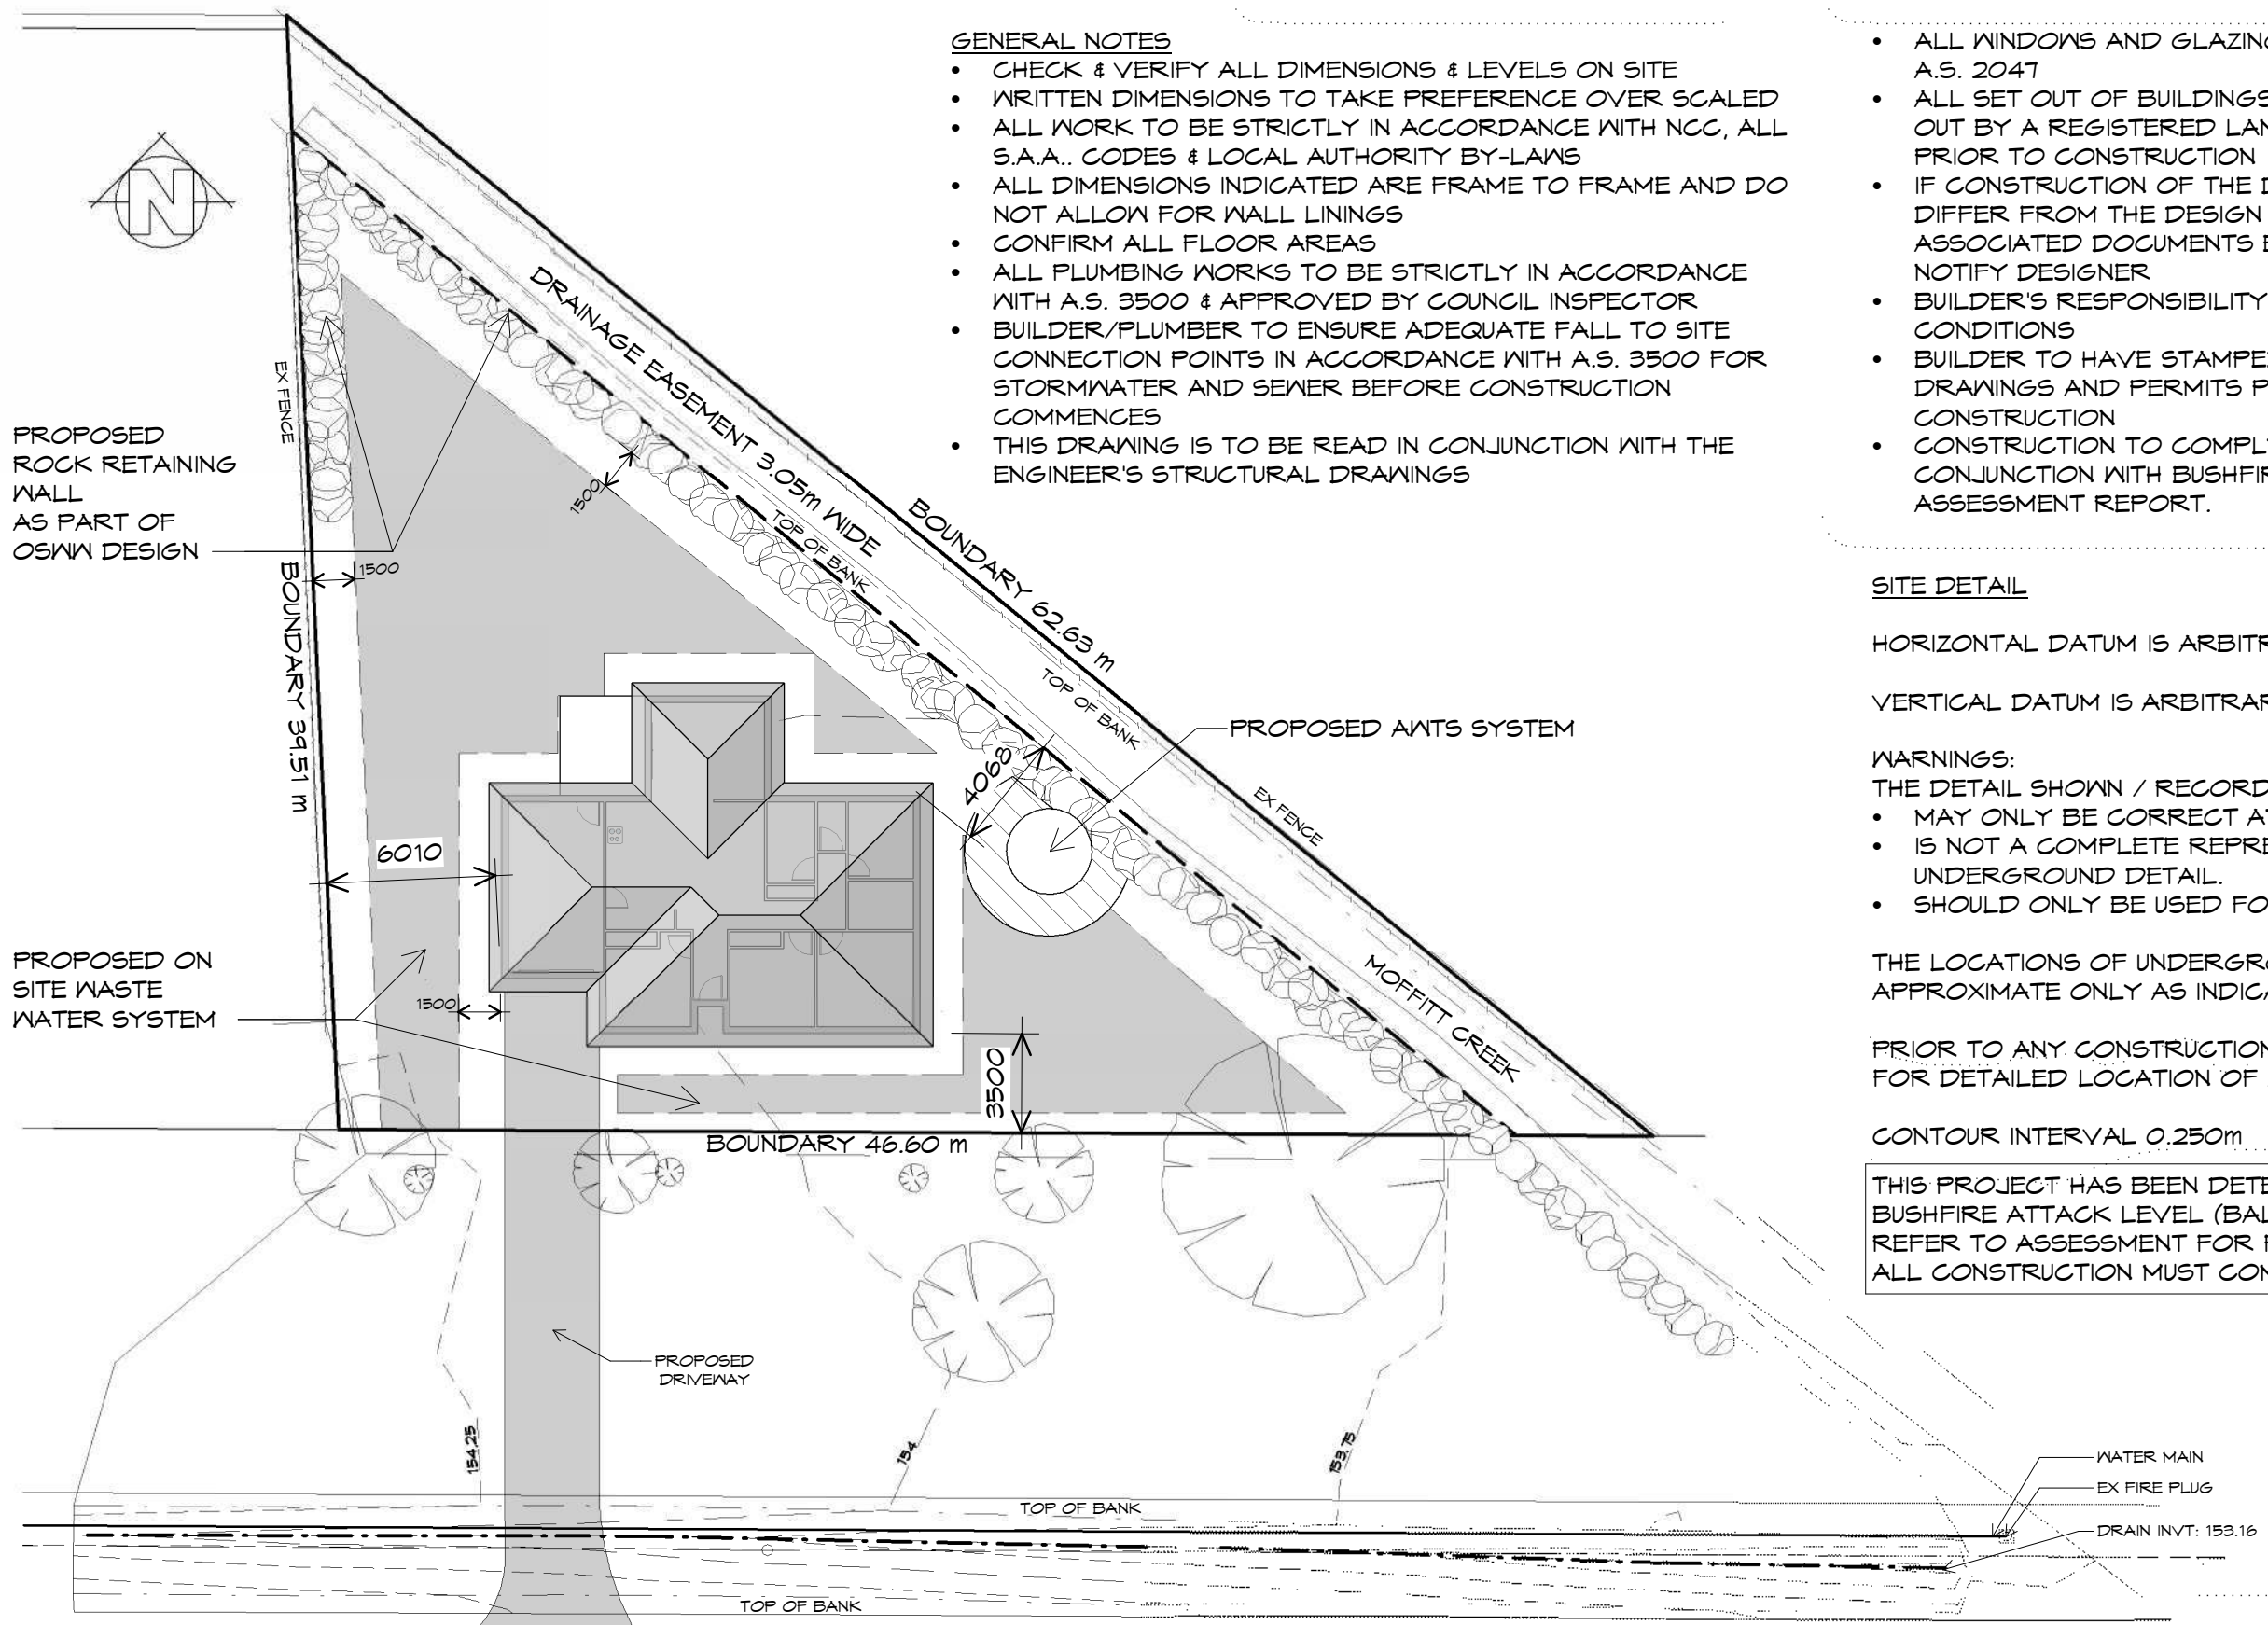 GENERAL NOTES
• CHECK & VERIFY ALL DIMENSIONS & LEVELS ON SITE
• WRITTEN DIMENSIONS TO TAKE PREFERENCE OVER SCALED
• ALL WORK TO BE STRICTLY IN ACCORDANCE WITH NCC, ALL
S.A.A.. CODES & LOCAL AUTHORITY BY-LAWS
• ALL DIMENSIONS INDICATED ARE FRAME TO FRAME AND DO
NOT ALLOW FOR WALL LININGS
• CONFIRM ALL FLOOR AREAS
• ALL PLUMBING WORKS TO BE STRICTLY IN ACCORDANCE
WITH A.S. 3500 & APPROVED BY COUNCIL INSPECTOR
• BUILDER/PLUMBER TO ENSURE ADEQUATE FALL TO SITE
CONNECTION POINTS IN ACCORDANCE WITH A.S. 3500 FOR
STORMWATER AND SEWER BEFORE CONSTRUCTION
COMMENCES
• THIS DRAWING IS TO BE READ IN CONJUNCTION WITH THE
ENGINEER'S STRUCTURAL DRAWINGS
• ALL WINDOWS AND GLAZING
A.S. 2047
• ALL SET OUT OF BUILDINGS
OUT BY A REGISTERED LAN
PRIOR TO CONSTRUCTION
• IF CONSTRUCTION OF THE D
DIFFER FROM THE DESIGN
ASSOCIATED DOCUMENTS B
NOTIFY DESIGNER
• BUILDER'S RESPONSIBILITY
CONDITIONS
• BUILDER TO HAVE STAMPE
DRAWINGS AND PERMITS P
CONSTRUCTION
• CONSTRUCTION TO COMPL
CONJUNCTION WITH BUSHFIR
ASSESSMENT REPORT.
SITE DETAIL
HORIZONTAL DATUM IS ARBITR
VERTICAL DATUM IS ARBITRAR
WARNINGS:
THE DETAIL SHOWN / RECORD
• MAY ONLY BE CORRECT AT
• IS NOT A COMPLETE REPRE
UNDERGROUND DETAIL.
• SHOULD ONLY BE USED FO
THE LOCATIONS OF UNDERGRO
APPROXIMATE ONLY AS INDICA
PRIOR TO ANY CONSTRUCTION
FOR DETAILED LOCATION OF
CONTOUR INTERVAL 0.250m
THIS PROJECT HAS BEEN DETE
BUSHFIRE ATTACK LEVEL (BAL
REFER TO ASSESSMENT FOR
ALL CONSTRUCTION MUST CON
N
DRAINAGE EASEMENT 3.05m WIDE
EX FENCE
PROPOSED
ROCK RETAINING
WALL
AS PART OF
OSWW DESIGN
1500
1500
TOP OF BANK
BOUNDARY 62.63 m
BOUNDARY 39.51 m
TOP OF BANK
PROPOSED AWTS SYSTEM
4068
EX FENCE
6010
PROPOSED ON
SITE WASTE
WATER SYSTEM
1500
MOFFITT CREEK
3500
BOUNDARY 46.60 m
PROPOSED
DRIVEWAY
154.25
154
153.75
WATER MAIN
EX FIRE PLUG
TOP OF BANK
DRAIN INVT: 153.16
TOP OF BANK